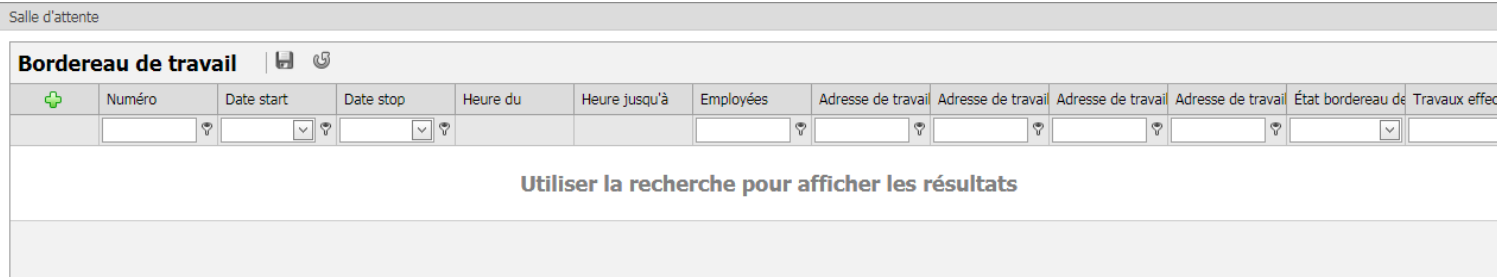 Salle d'attente
Bordereau de travail
Numéro Date start Date stop Heure du Heure jusqu'à Employées Adresse de travail Adresse de travail Adresse de travail Adresse de travail État bordereau de Travaux effec
Utiliser la recherche pour afficher les résultats